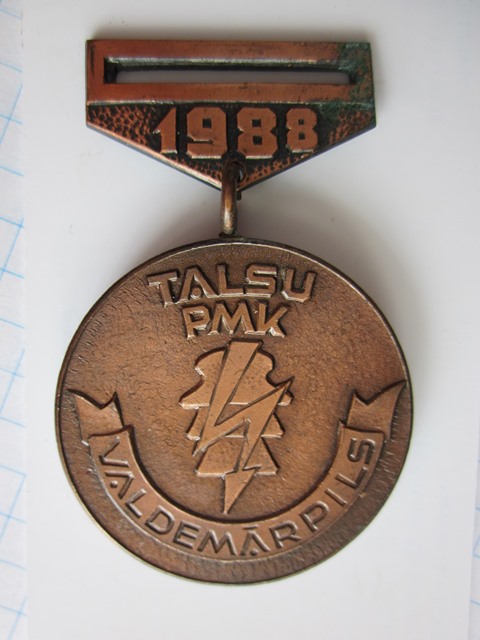 1988
TALSU
PMK
VALDEMĀRPILS